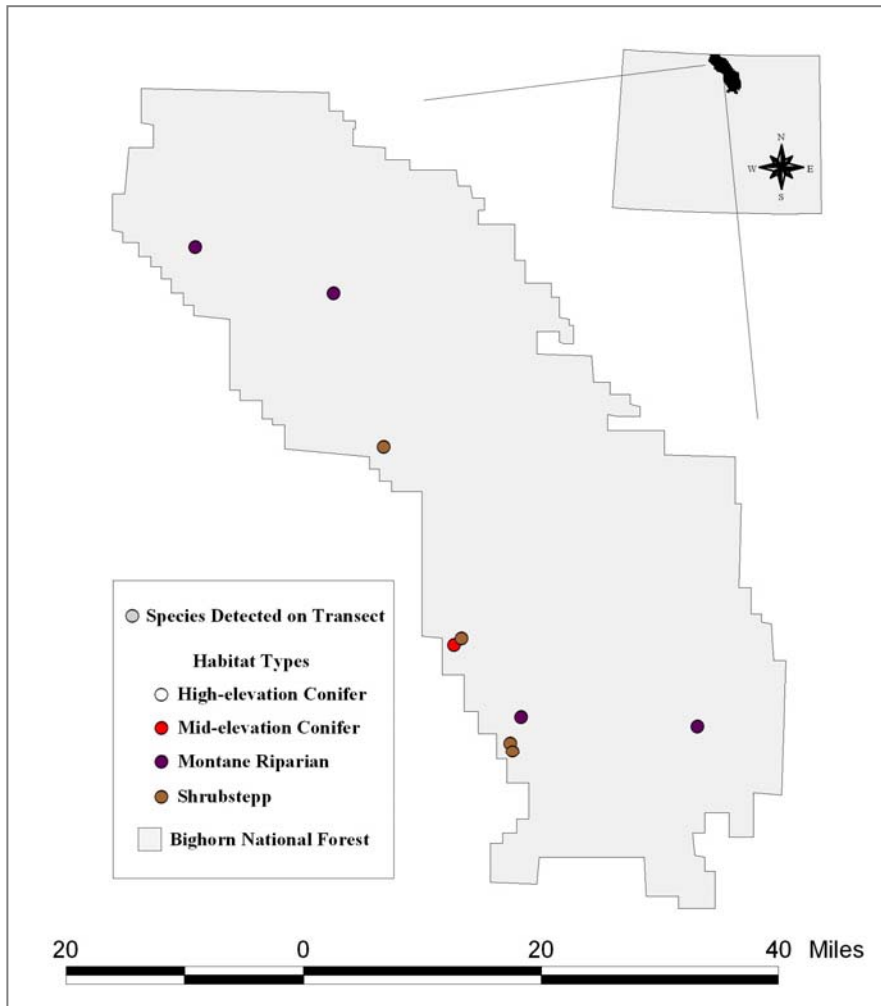 N
W E
S
Species Detected on Transect
Habitat Types
High-elevation Conifer
Mid-elevation Conifer
Montane Riparian
Shrubstepp
Bighorn National Forest
20 0 20 40 Miles